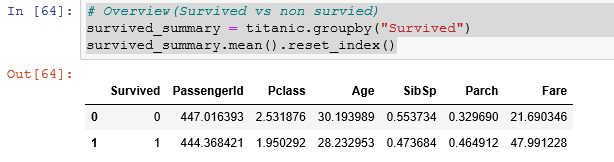 In [64]: # Overview(Survived vs non survied)
survived_summary = titanic.groupby("Survived")
survived_summary.mean().reset_index()
Out[64]:
Survived PassengerId Pclass Age SibSp Parch Fare
0 0 447.016393 2.531876 30.193989 0.553734 0.329690 21.690346
1 1 444.368421 1.950292 28.232953 0.473684 0.464912 47.991228